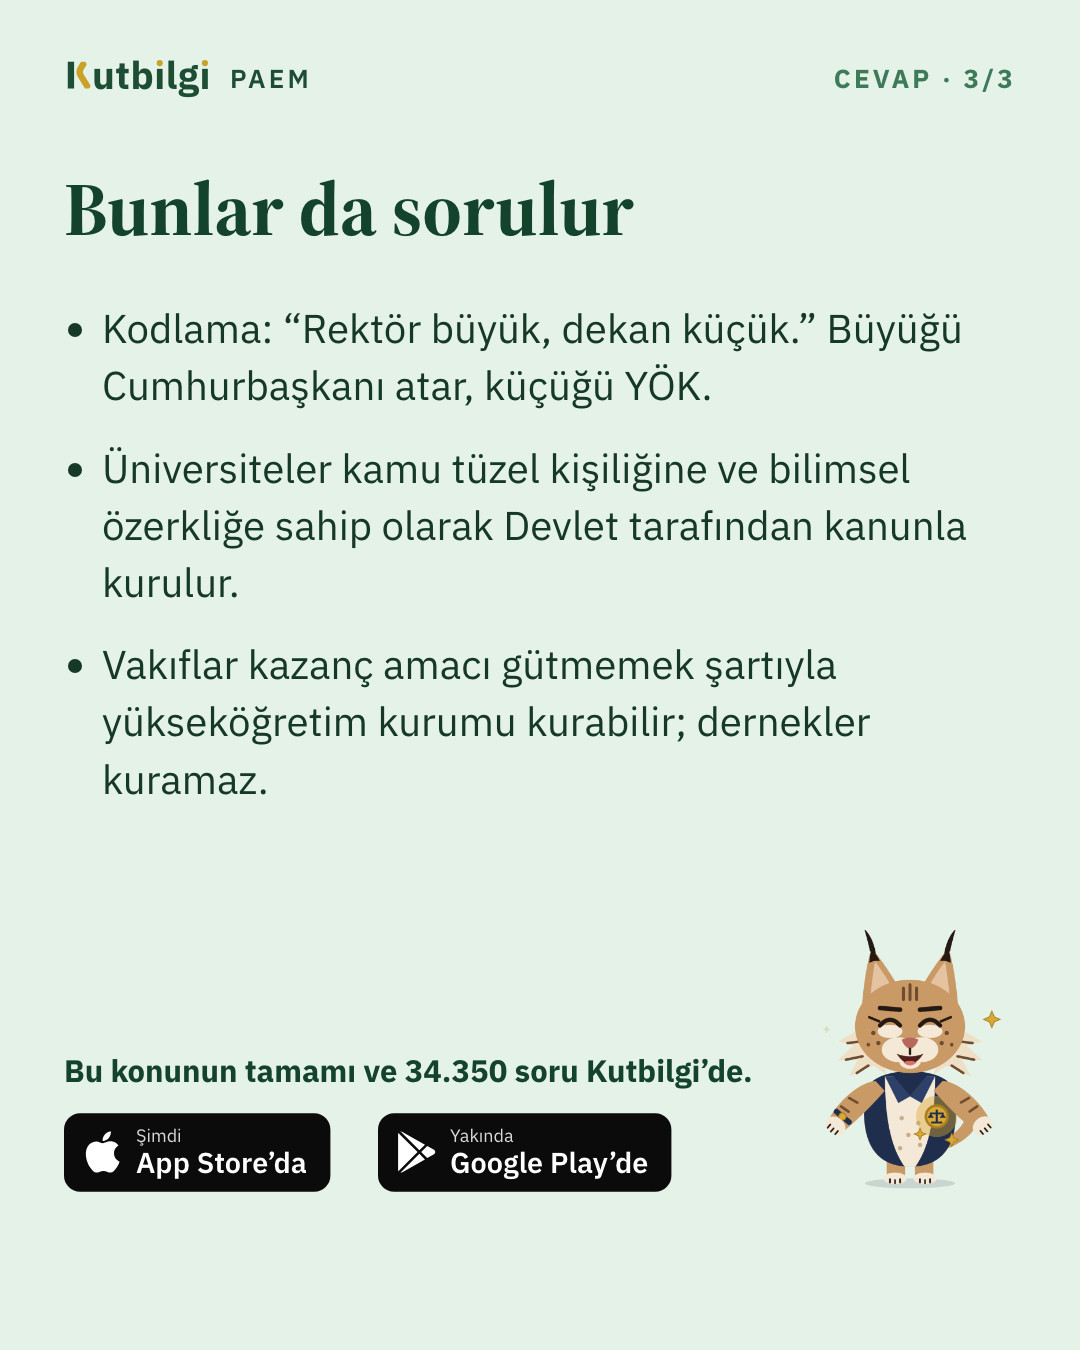 Kutbilgi PAEM
CEVAP · 3/3
Bunlar da sorulur
• Kodlama: “Rektör büyük, dekan küçük.” Büyüğü
Cumhurbaşkanı atar, küçüğü YÖK.
• Üniversiteler kamu tüzel kişiliğine ve bilimsel
özerkliğe sahip olarak Devlet tarafından kanunla
kurulur.
• Vakıflar kazanç amacı gütmemek şartıyla
yükseköğretim kurumu kurabilir; dernekler
kuramaz.
Bu konunun tamamı ve 34.350 soru Kutbilgi’de.
Şimdi
App Store’da
Yakında
Google Play’de